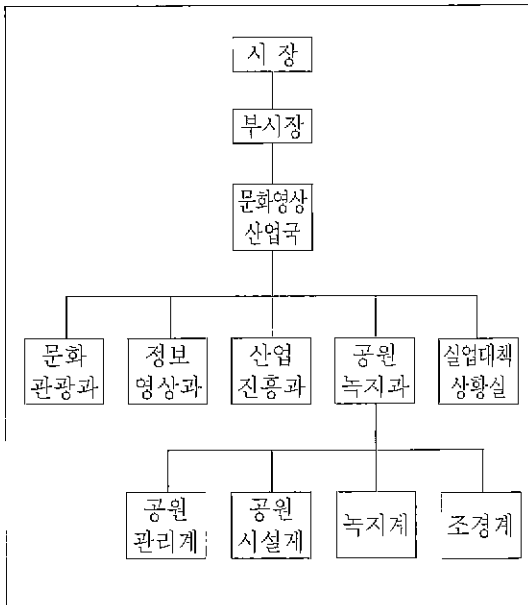 시 장
부시장
문화영상
산업국
문화
관광과
정보
영상과
산업
진흥과
공원
녹지과
실업대책
상황실
공원
관리계
공원
시설계
녹지계
조경계